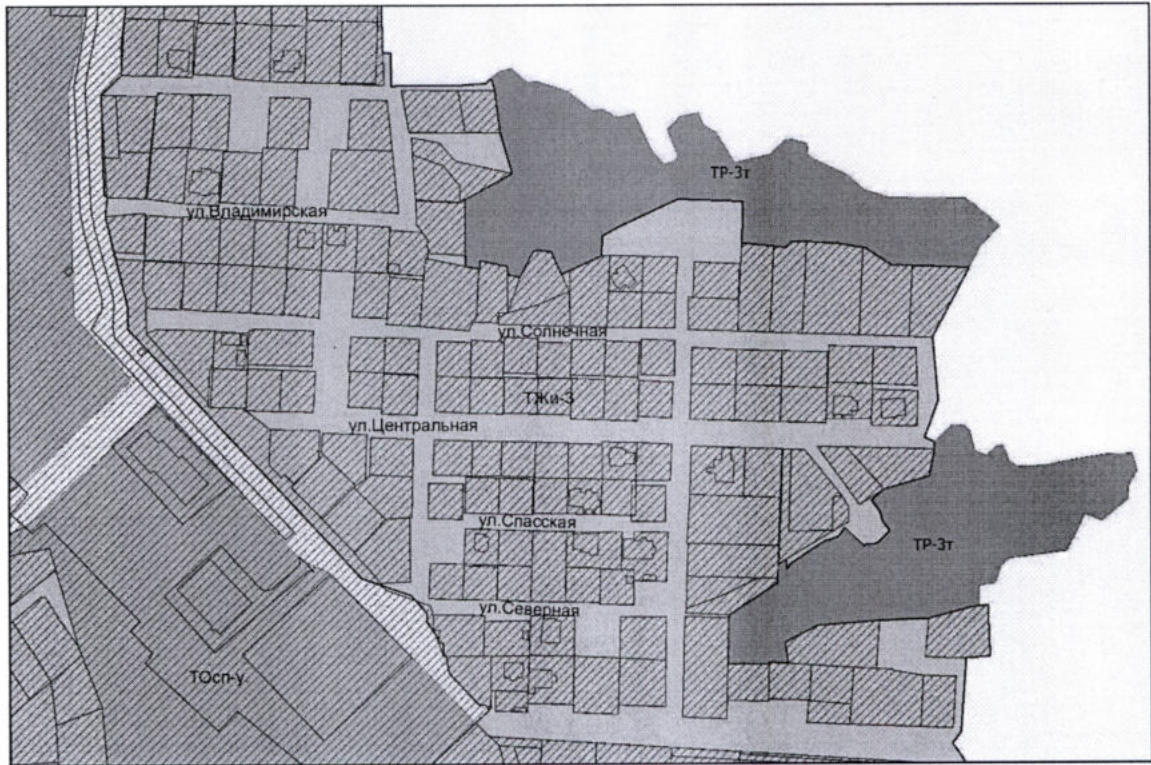 ТР-3т
ул.Владимирская
ул.Солнечная
ТЖи-3
ул.Центральная
ул.Спасская
ТР-3т
ул.Северная
ТОсп-у